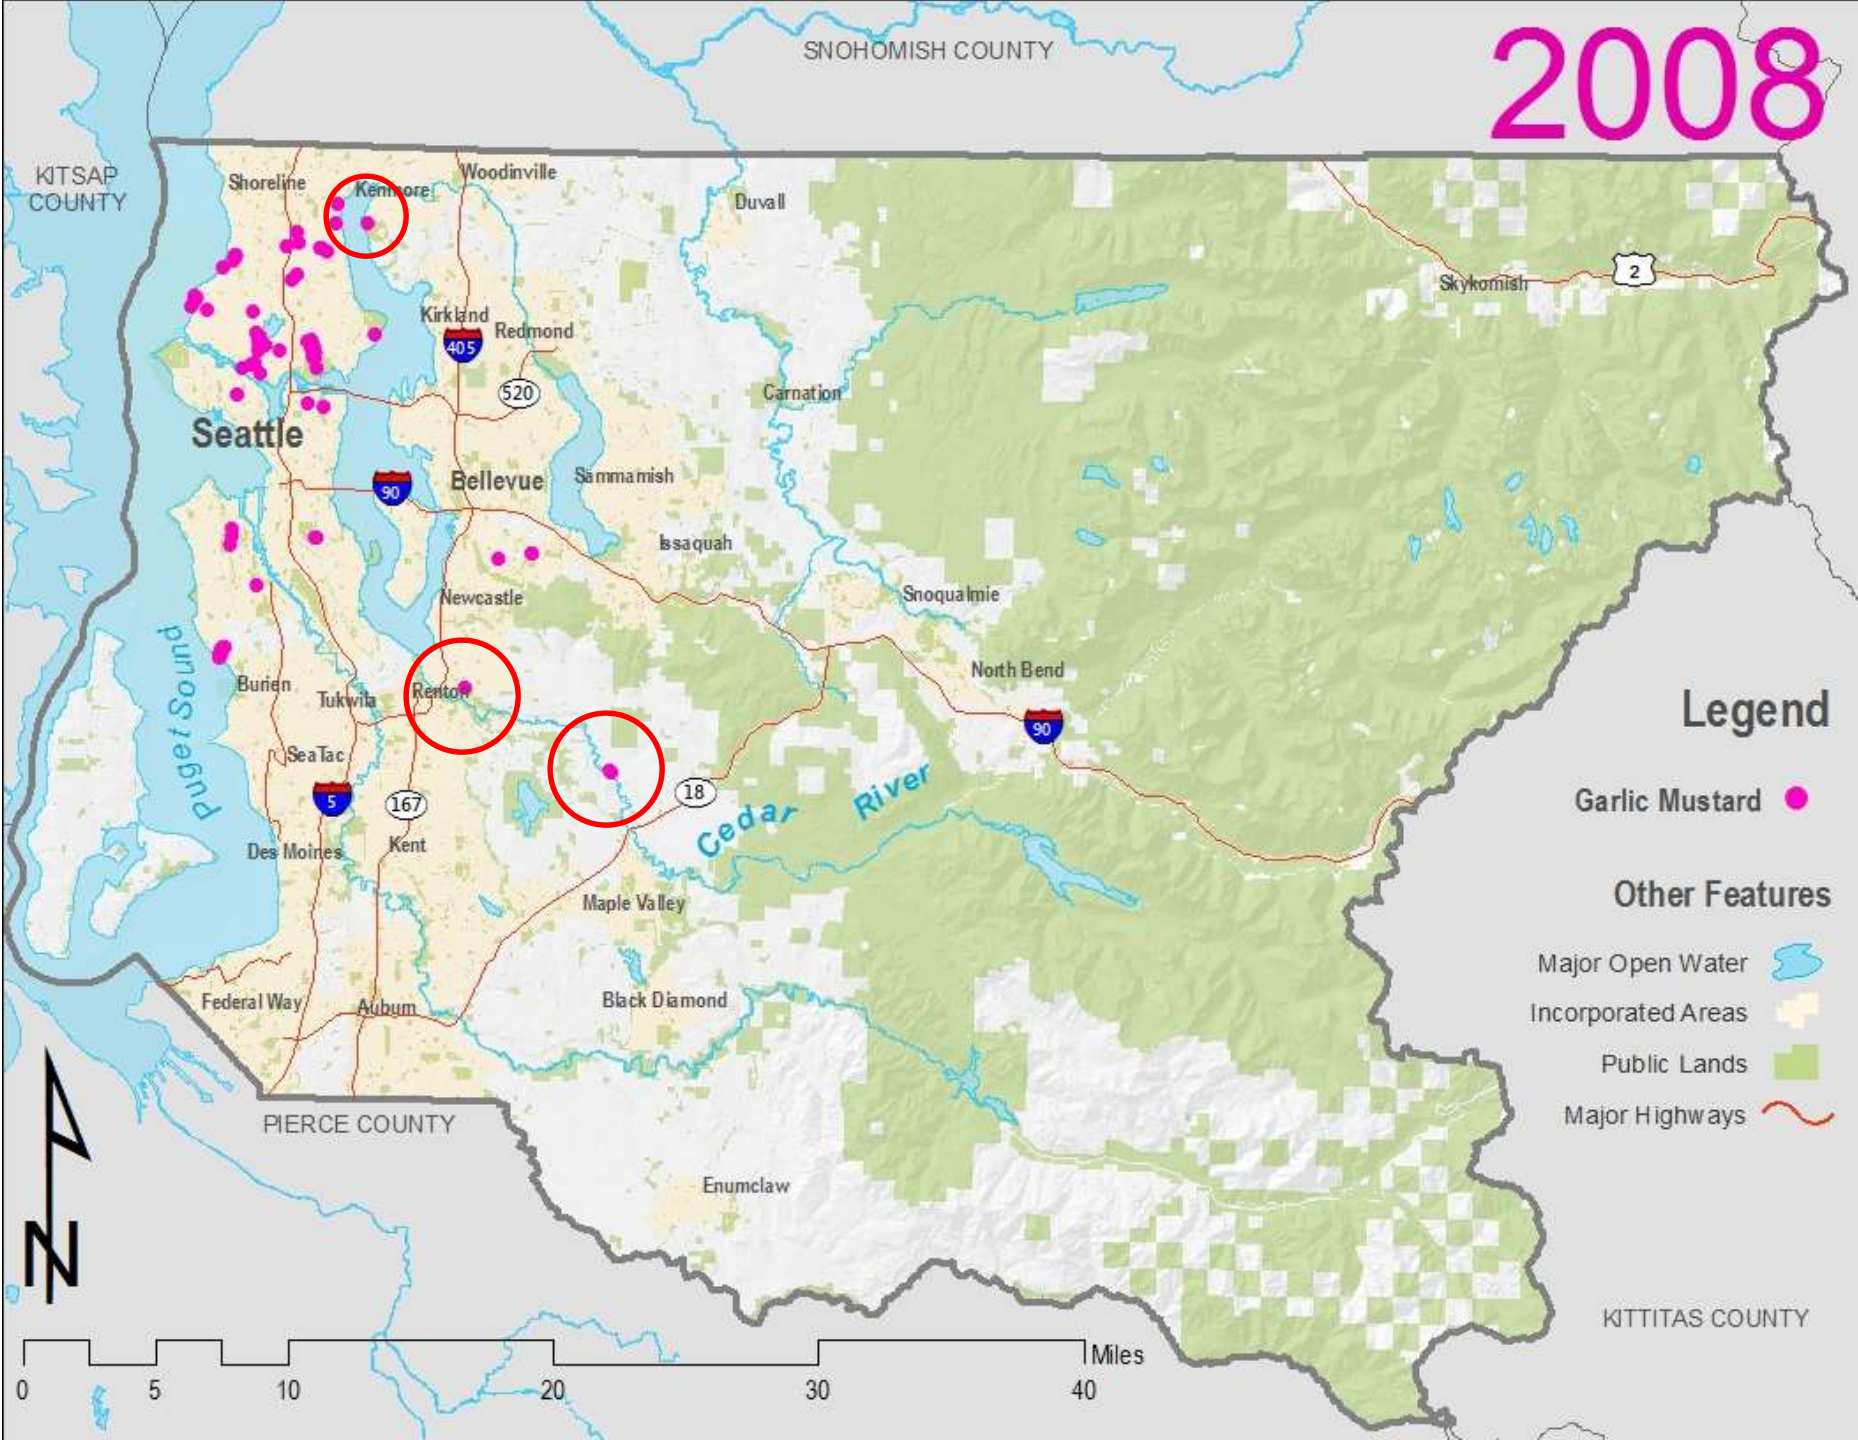 2008
SNOHOMISH COUNTY
KITSAP
COUNTY
Shoreline
Kenmore
Woodinville
Duvall
Skykomish
2
Kirkland
405
Redmond
520
Carnation
Seattle
90
Bellevue
Sammamish
Issaquah
Newcastle
Snoqualmie
Puget Sound
Burien
Tukwila
Renton
North Bend
90
SeaTac
5
167
18
Cedar River
Des Moines
Kent
Maple Valley
Federal Way
Auburn
Black Diamond
PIERCE COUNTY
Enumclaw
KITTITAS COUNTY
Legend
Garlic Mustard
Other Features
Major Open Water
Incorporated Areas
Public Lands
Major Highways
N
Miles
0 5 10 20 30 40